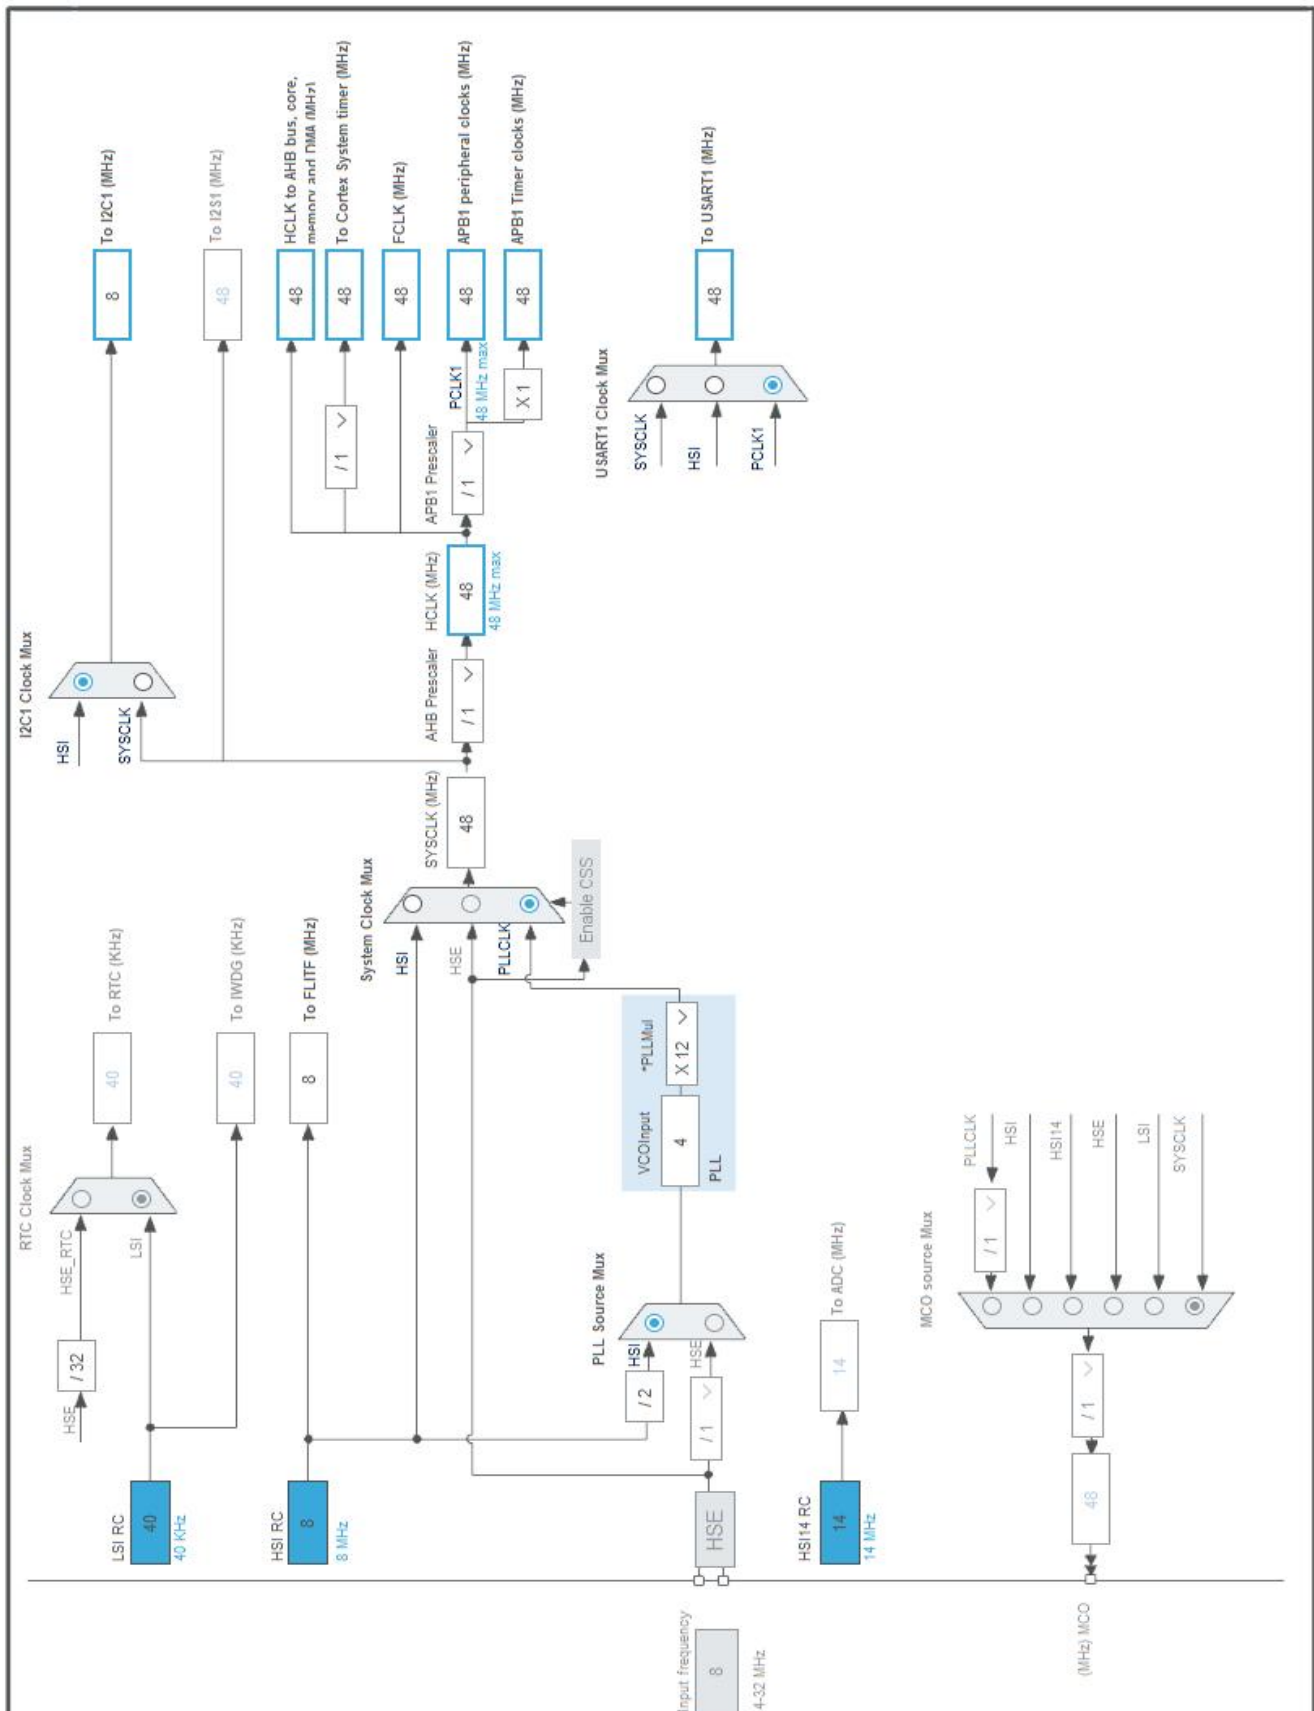 RTC Clock Mux
HSE
/ 32
HSE_RTC
40
To RTC (KHz)
LSI RC
40
40 KHz
LSI
40
To IWDG (KHz)
HSI RC
8
8 MHz
8
To FLITF (MHz)
I2C1 Clock Mux
HSI
SYSCLK
8
To I2C1 (MHz)
48
To I2S1 (MHz)
48
HCLK to AHB bus, core,
memory and DMA (MHz)
/ 1
48
To Cortex System timer (MHz)
48
FCLK (MHz)
System Clock Mux
HSI
HSE
PLLCLK
Enable CSS
SYSCLK (MHz)
48
AHB Prescaler
/ 1
HCLK (MHz)
48
48 MHz max
APB1 Prescaler
/ 1
PCLK1
48 MHz max
48
APB1 peripheral clocks (MHz)
X 1
48
APB1 Timer clocks (MHz)
PLL Source Mux
/ 2
HSI
HSE
/ 1
VCOInput
4
*PLLMul
X 12
PLL
Input frequency
8
4-32 MHz
HSE
USART1 Clock Mux
SYSCLK
HSI
PCLK1
48
To USART1 (MHz)
HSI14 RC
14
14 MHz
14
To ADC (MHz)
MCO source Mux
(MHz) MCO
48
/ 1
/ 1
PLLCLK
HSI
HSI14
HSE
LSI
SYSCLK